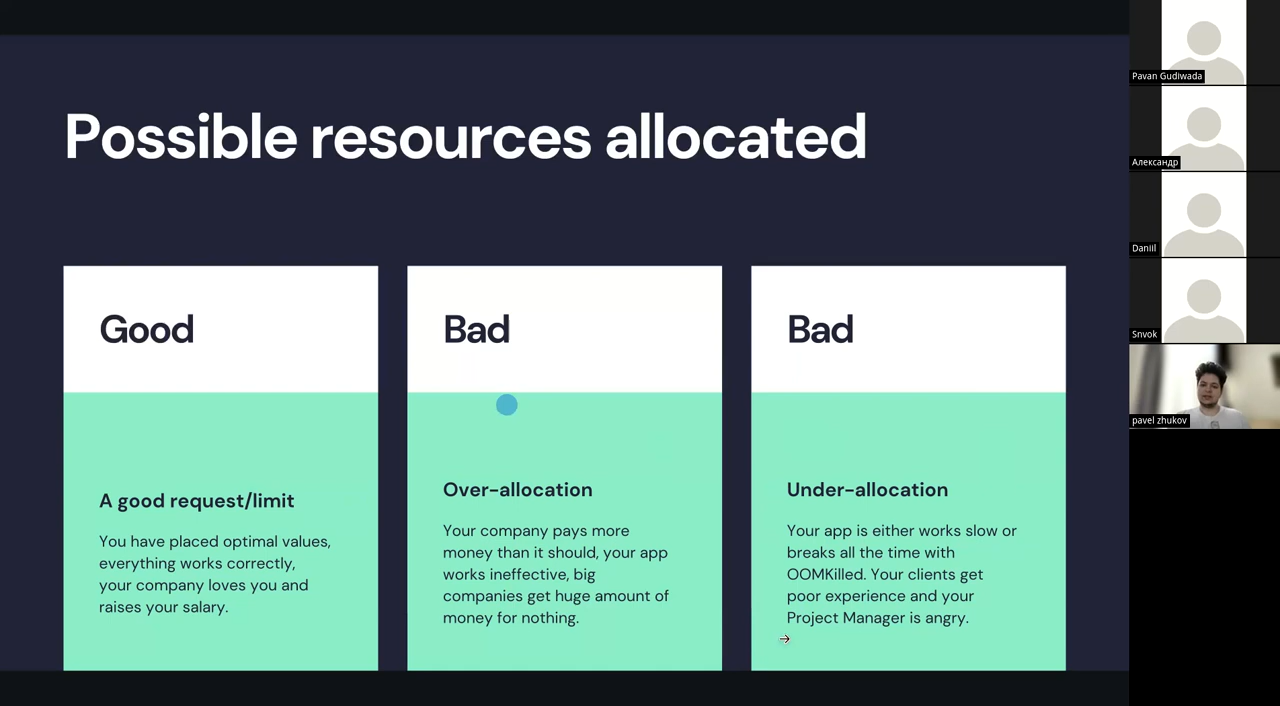 Possible resources allocated
Good
A good request/limit
You have placed optimal values,
everything works correctly,
your company loves you and
raises your salary.
Bad
Over-allocation
Your company pays more
money than it should, your app
works ineffective, big
companies get huge amount of
money for nothing.
Bad
Under-allocation
Your app is either works slow or
breaks all the time with
OOMKilled. Your clients get
poor experience and your
Project Manager is angry.
Pavan Gudiwada
Александр
Daniil
Snvok
pavel zhukov